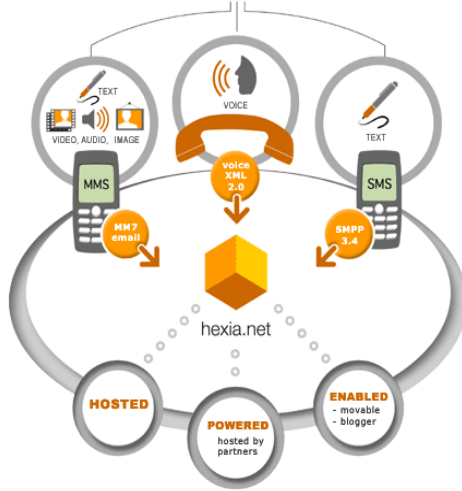 TEXT
VIDEO, AUDIO, IMAGE
VOICE
TEXT
MMS
voice
XML
2.0
SMS
MM7
email
SMPP
3.4
hexia.net
HOSTED
POWERED
hosted by
partners
ENABLED
- movable
- blogger